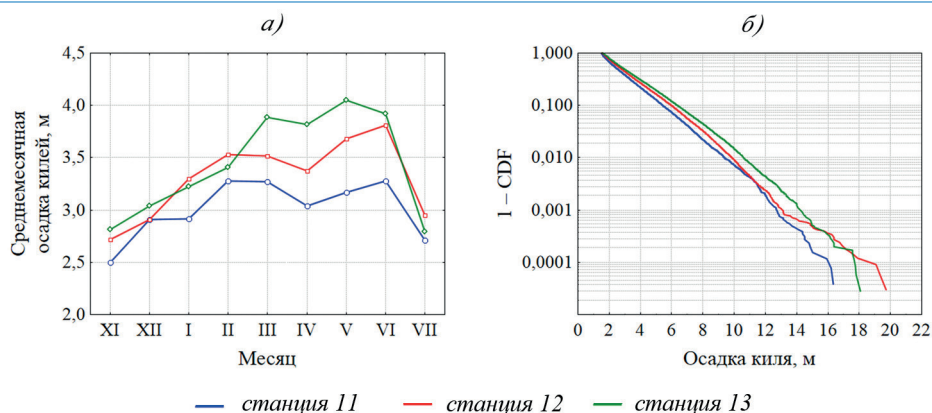 а)
Среднемесячная
осадка килей, м
4,5
4,0
3,5
3,0
2,5
2,0
XI XII I II III IV V VI VII
Месяц
б)
1 – CDF
1,000
0,100
0,010
0,001
0,0001
0 2 4 6 8 10 12 14 16 18 20 22
Осадка киля, м
станция 11 станция 12 станция 13